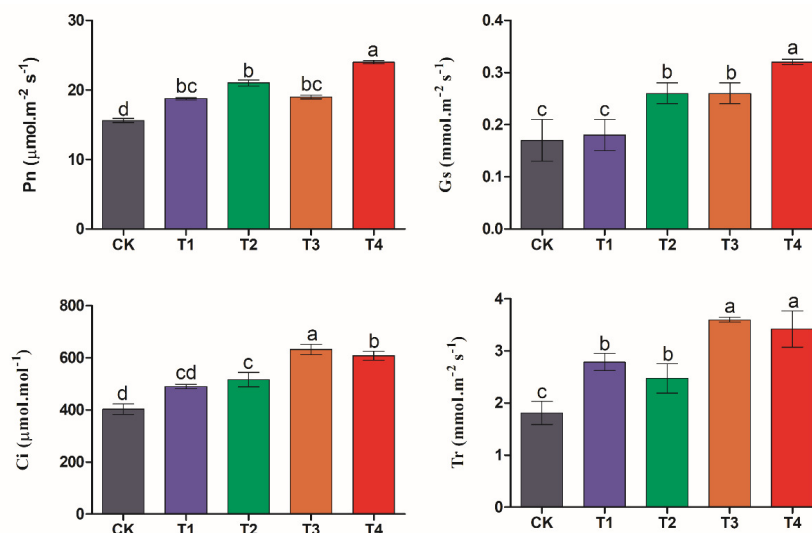 Pn (μmol.m⁻² s⁻¹)
30
20
10
0
d
bc
b
bc
a
CK T1 T2 T3 T4
Gs (mmol.m⁻² s⁻¹)
0.3
0.2
0.1
0.0
c
c
b
b
a
CK T1 T2 T3 T4
Ci (μmol.mol⁻¹)
800
600
400
200
0
d
cd
c
a
b
CK T1 T2 T3 T4
Tr (mmol.m⁻² s⁻¹)
4
3
2
1
0
c
b
b
a
a
CK T1 T2 T3 T4